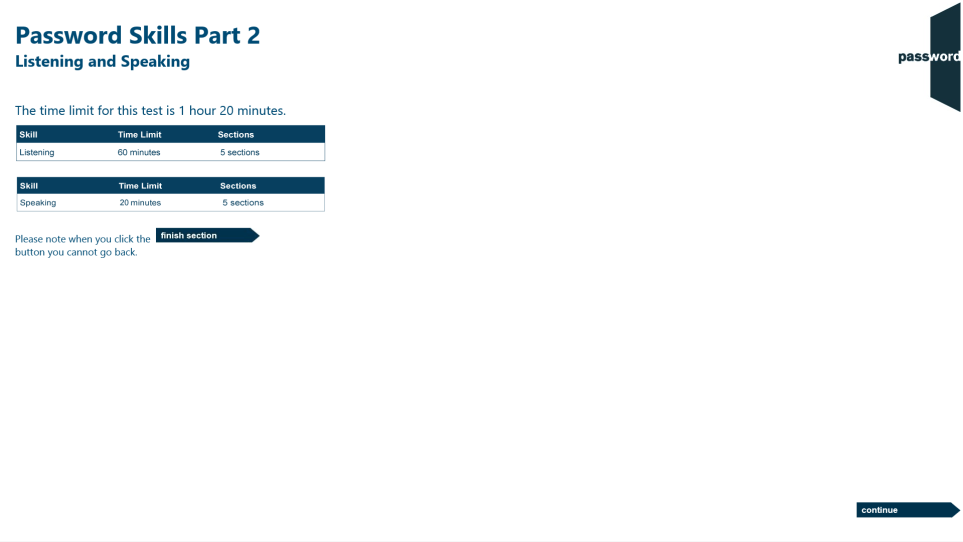 Password Skills Part 2
Listening and Speaking
password
The time limit for this test is 1 hour 20 minutes.
Skill Time Limit Sections
Listening 60 minutes 5 sections
Skill Time Limit Sections
Speaking 20 minutes 5 sections
Please note when you click the finish section
button you cannot go back.
continue